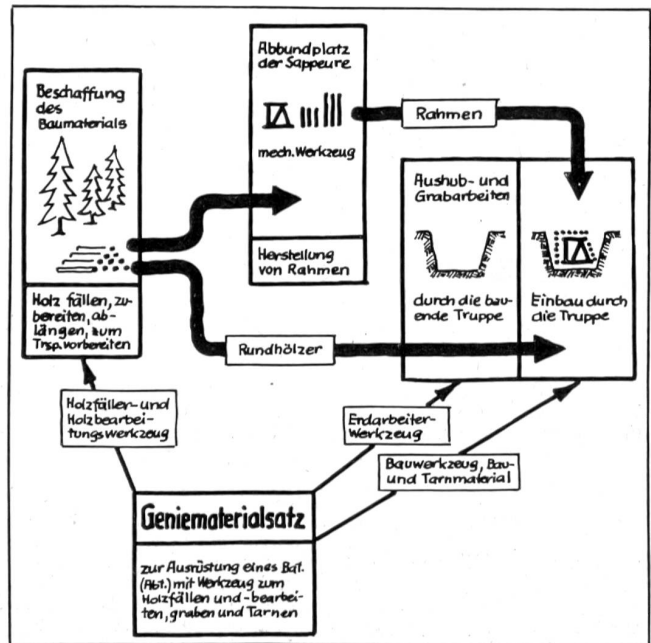 Beschaffung
des
Baumaterials
Holz fällen, zu-
bereiten, ab-
längen, zum
Trsp. vorbereiten
Abbundplatz
der Sappeure
mech. Werkzeug
Herstellung
von Rahmen
Rahmen
Aushub- und
Grabarbeiten
durch die bau-
ende Truppe
Einbau durch
die Truppe
Rundhölzer
Holzfäller- und
Holzbearbei-
tungswerkzeug
Erdarbeiter-
Werkzeug
Bauwerkzeug, Bau-
und Tarnmaterial
Geniematerialsatz
zur Ausrüstung eines Bat.
(Abt.) mit Werkzeug zum
Holzfällen und -bearbei-
ten, graben und Tarnen